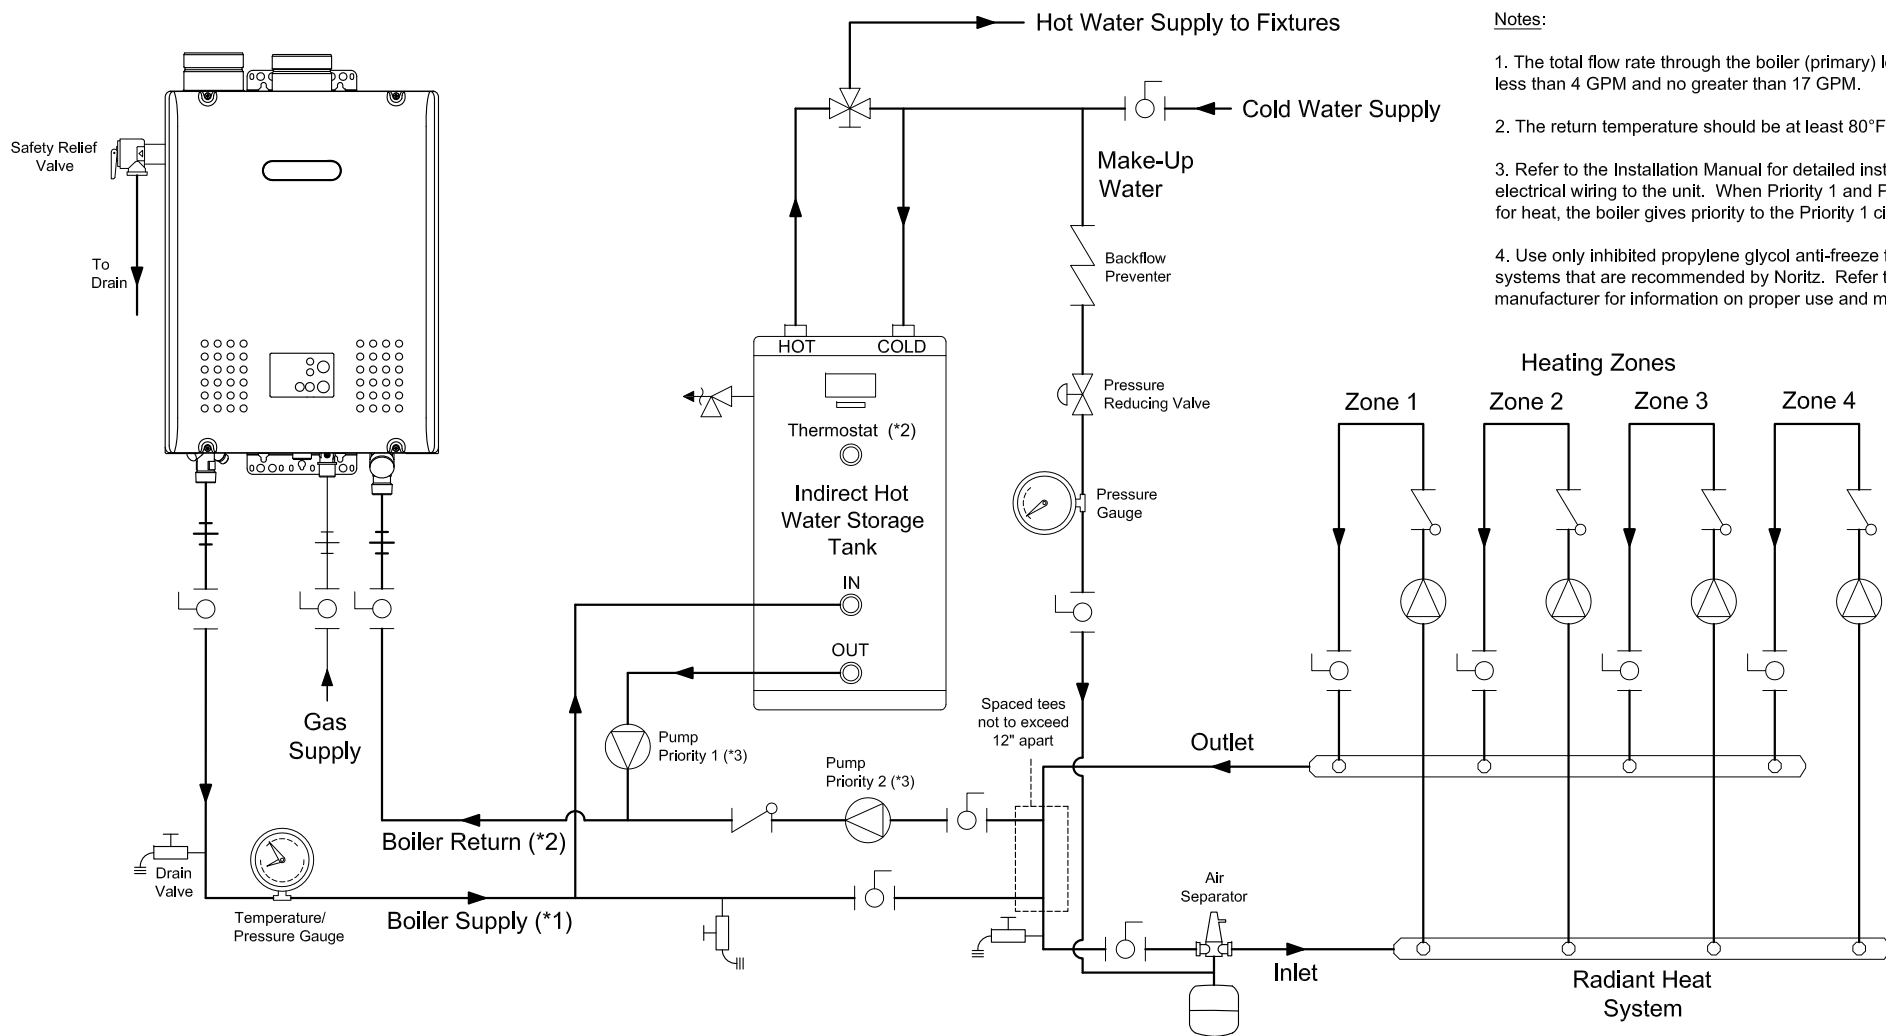 Hot Water Supply to Fixtures
Cold Water Supply
Notes:
1. The total flow rate through the boiler (primary)
less than 4 GPM and no greater than 17 GPM.
2. The return temperature should be at least 80°F
3. Refer to the Installation Manual for detailed
electrical wiring to the unit. When Priority 1 and
for heat, the boiler gives priority to the Priority 1
4. Use only inhibited propylene glycol anti-freeze
systems that are recommended by Noritz. Refer
manufacturer for information on proper use and
Safety Relief
Valve
To
Drain
Make-Up
Water
Backflow
Preventer
HOT
COLD
Thermostat (*2)
Indirect Hot
Water Storage
Tank
IN
OUT
Pressure
Reducing Valve
Pressure
Gauge
Heating Zones
Zone 1
Zone 2
Zone 3
Zone 4
Gas
Supply
Pump
Priority 1 (*3)
Pump
Priority 2 (*3)
Spaced tees
not to exceed
12" apart
Outlet
Boiler Return (*2)
Drain
Valve
Temperature/
Pressure Gauge
Boiler Supply (*1)
Air
Separator
Inlet
Radiant Heat
System